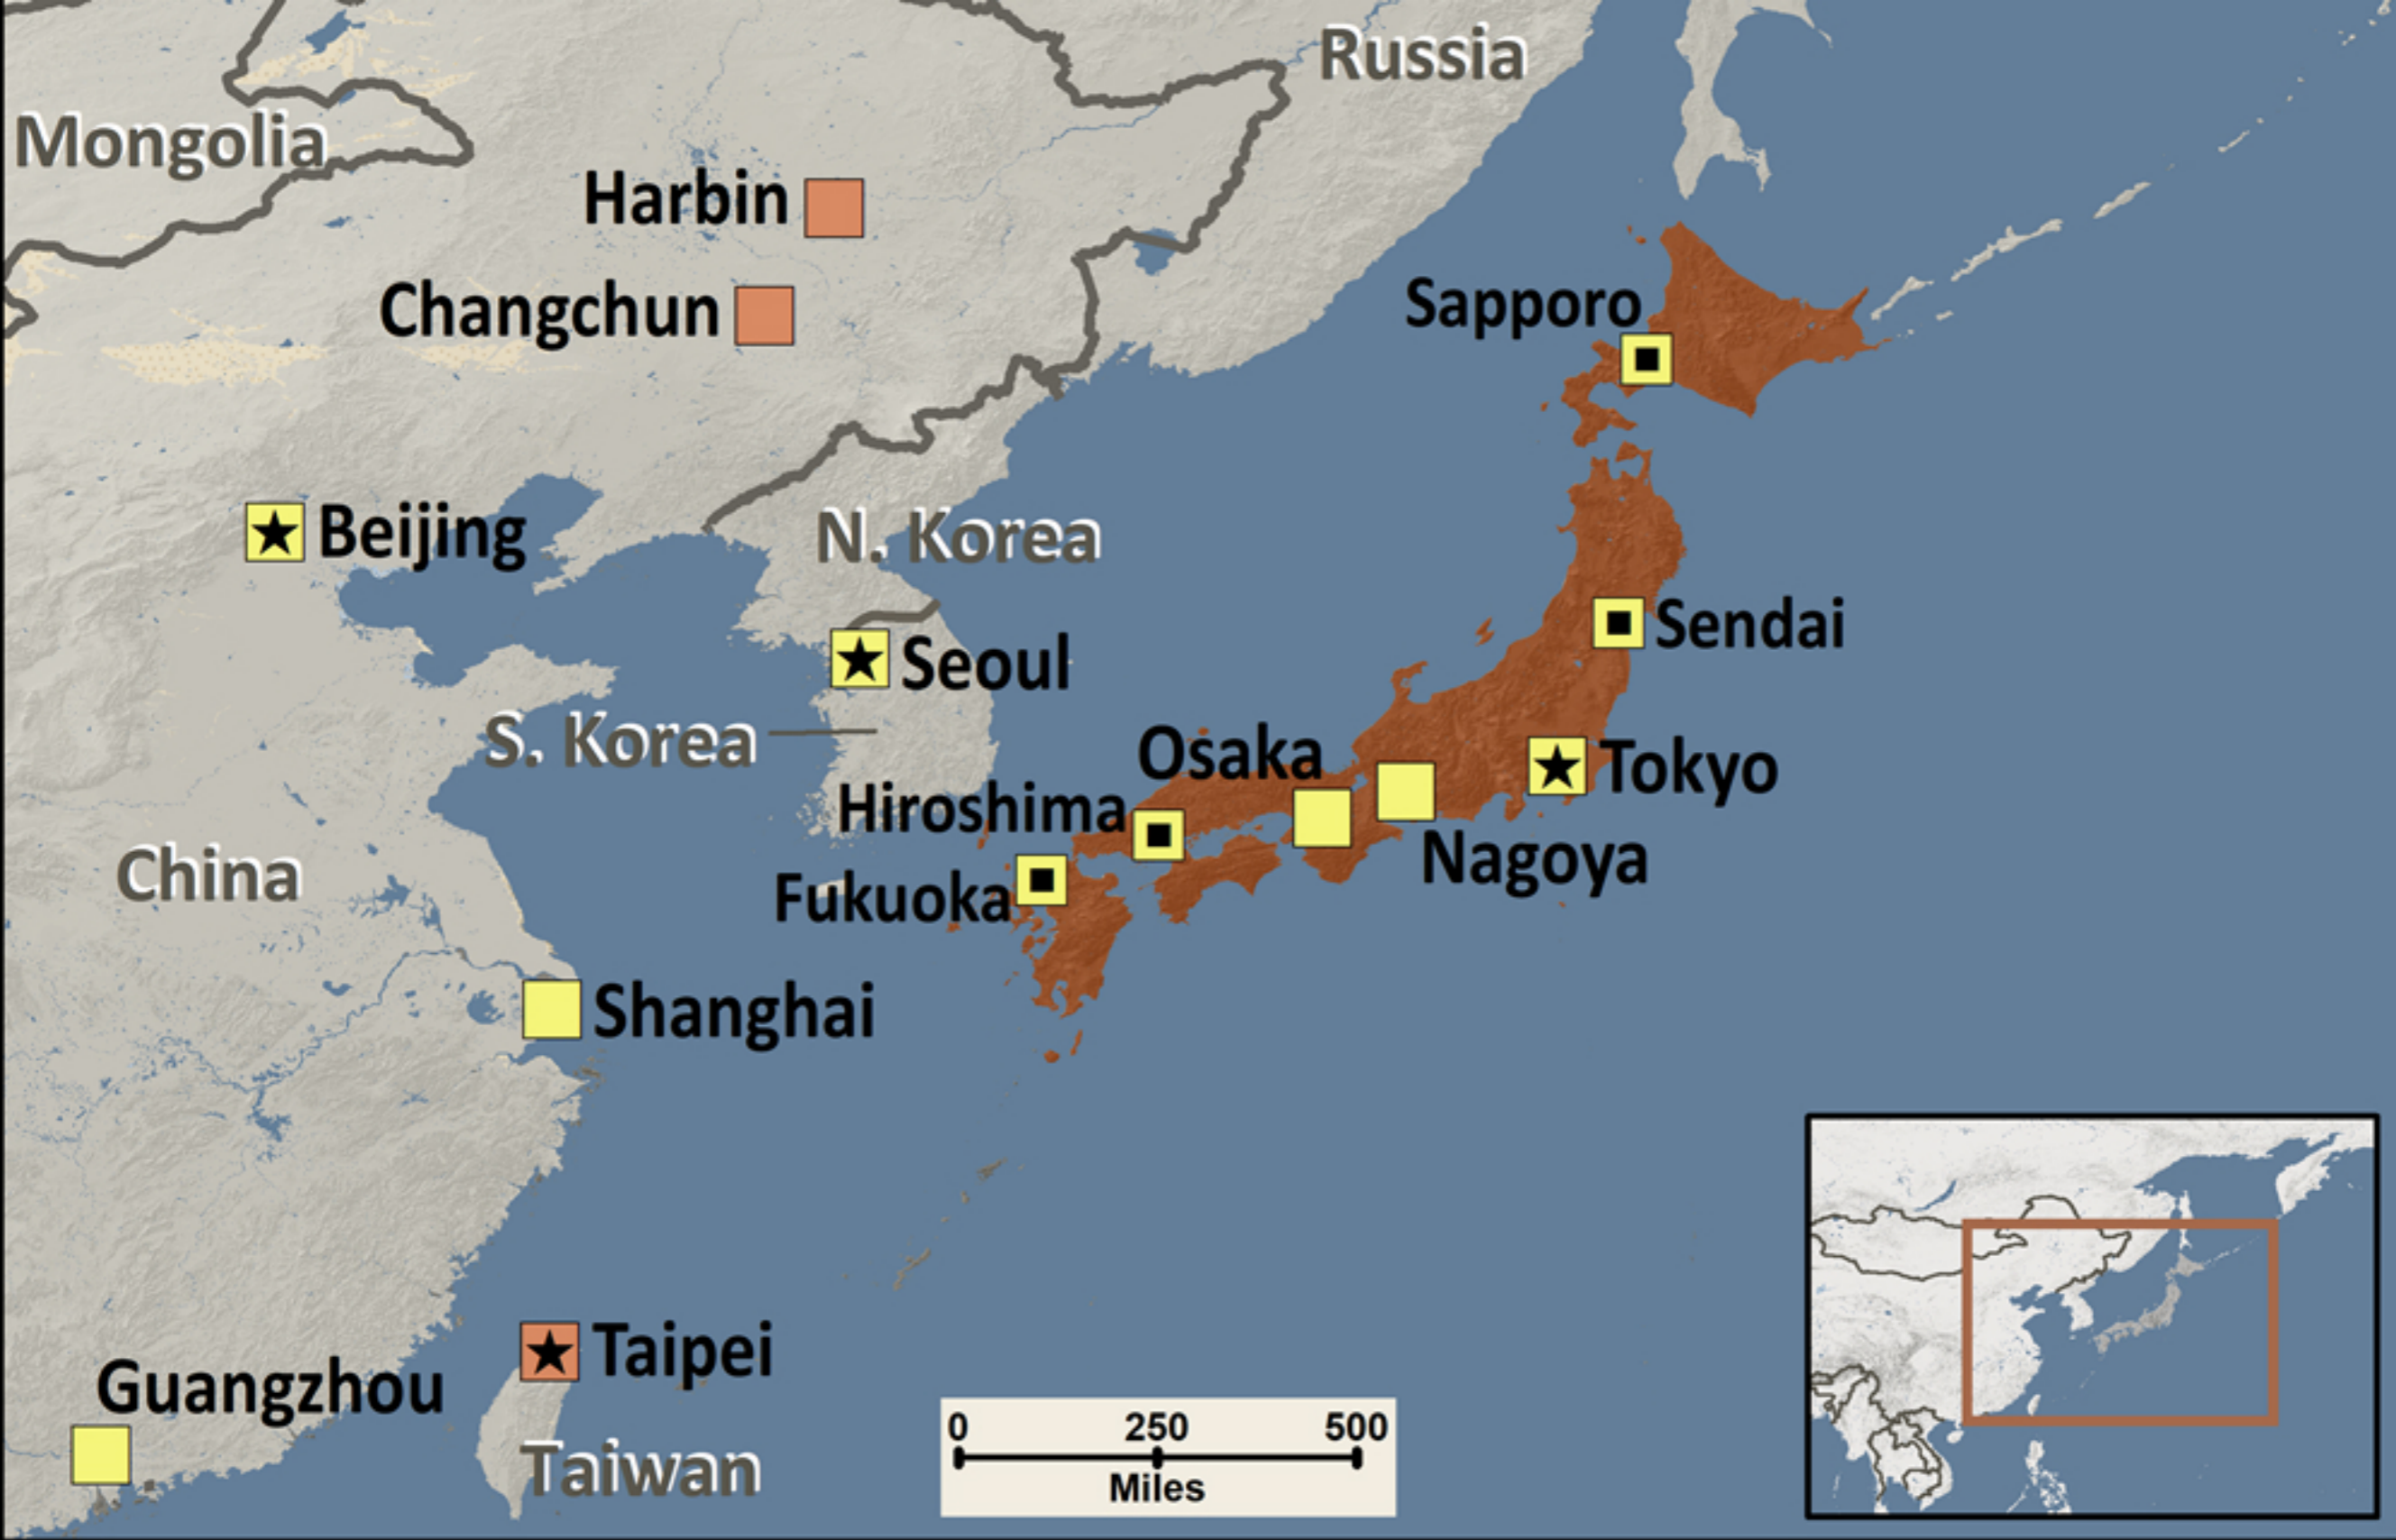 Russia
Mongolia
Harbin
Changchun
Sapporo
Beijing
N. Korea
Sendai
Seoul
S. Korea
Osaka
Tokyo
Hiroshima
Nagoya
China
Fukuoka
Shanghai
Taipei
Guangzhou
Taiwan
0 250 500
Miles